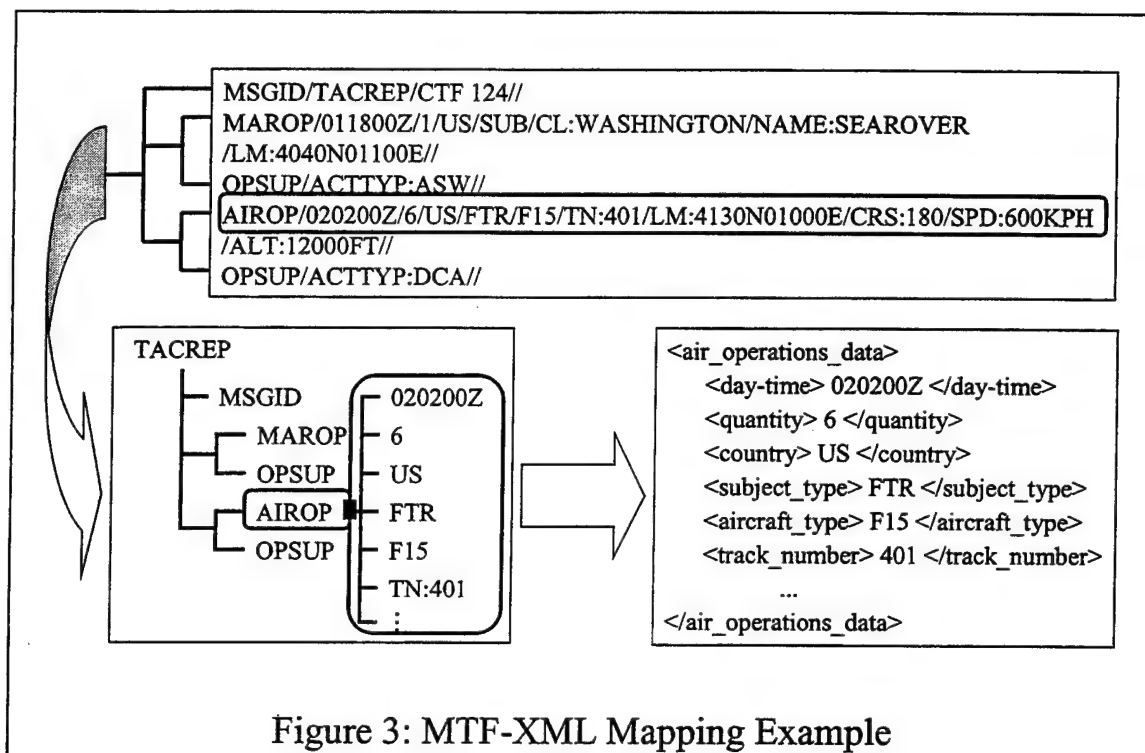 MSGID/TACREP/CTF 124//
MAROP/011800Z/1/US/SUB/CL:WASHINGTON/NAME:SEAROVER
/LM:4040N01100E//
OPSUP/ACTTYP:ASW//
AIROP/020200Z/6/US/FTR/F15/TN:401/LM:4130N01000E/CRS:180/SPD:600KPH
/ALT:12000FT//
OPSUP/ACTTYP:DCA//
TACREP
MSGID
MAROP
OPSUP
AIROP
OPSUP
020200Z
6
US
FTR
F15
TN:401
⋮
<air_operations_data>
<day-time> 020200Z </day-time>
<quantity> 6 </quantity>
<country> US </country>
<subject_type> FTR </subject_type>
<aircraft_type> F15 </aircraft_type>
<track_number> 401 </track_number>
...
</air_operations_data>
Figure 3: MTF-XML Mapping Example